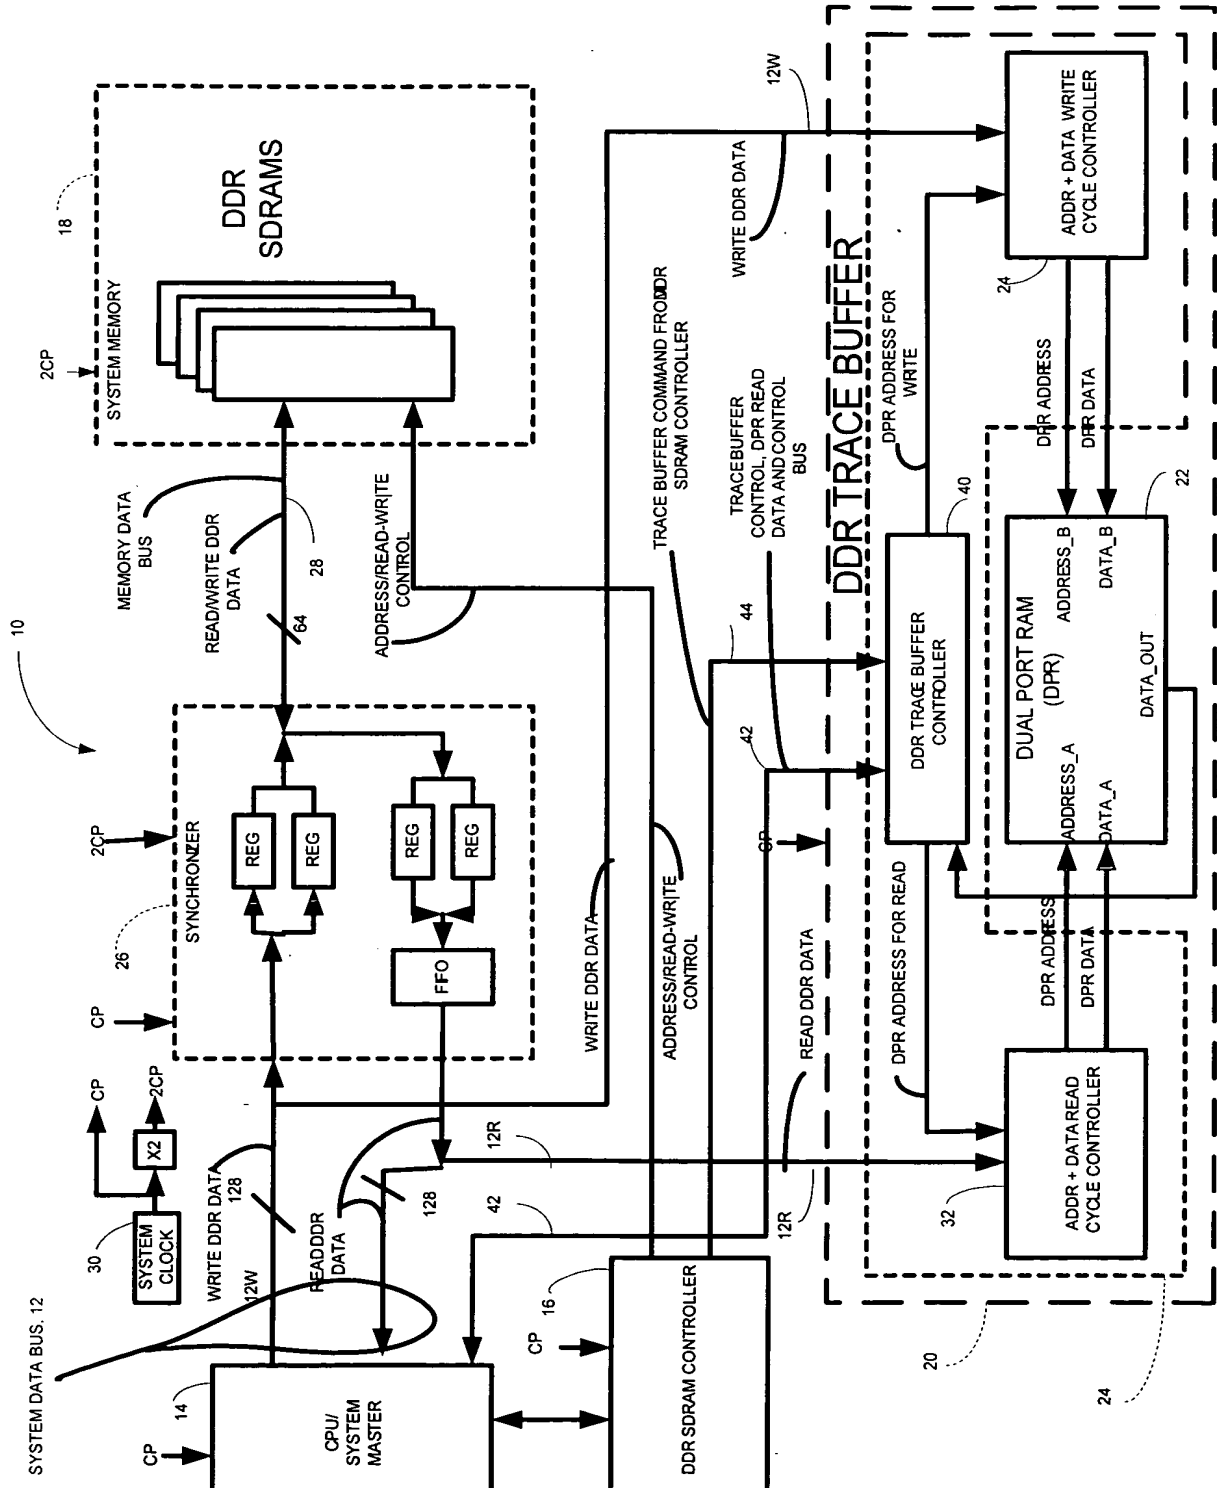 10
SYSTEM DATA BUS, 12
CP
14
CPU/
SYSTEM
MASTER
30
SYSTEM
CLOCK
X2
CP
2CP
WRITE DDR DATA
128
12W
READ DDR
DATA
128
12R
42
CP
16
DDR SDRAM CONTROLLER
CP
26
2CP
SYNCHRONIZER
REG
REG
REG
REG
FIFO
MEMORY DATA
BUS
READ/WRITE DDR
DATA
64
28
ADDRESS/READ-WRITE
CONTROL
2CP
18
SYSTEM MEMORY
DDR
SDRAMS
WRITE DDR DATA
ADDRESS/READ-WRITE
CONTROL
TRACE BUFFER COMMAND FROM DDR
SDRAM CONTROLLER
44
TRACEBUFFER
CONTROL, DPR READ
DATA AND CONTROL
BUS
42
CP
READ DDR DATA
12R
WRITE DDR DATA
12W
DDR TRACE BUFFER
DPR ADDRESS FOR
WRITE
DPR ADDRESS FOR READ
40
DDR TRACE BUFFER
CONTROLLER
32
ADDR + DATA READ
CYCLE CONTROLLER
DPR ADDRESS
DPR DATA
ADDRESS_A
DATA_A
DUAL PORT RAM
(DPR)
ADDRESS_B
DATA_B
DATA_OUT
22
DPR ADDRESS
DPR DATA
24
ADDR + DATA WRITE
CYCLE CONTROLLER
20
24